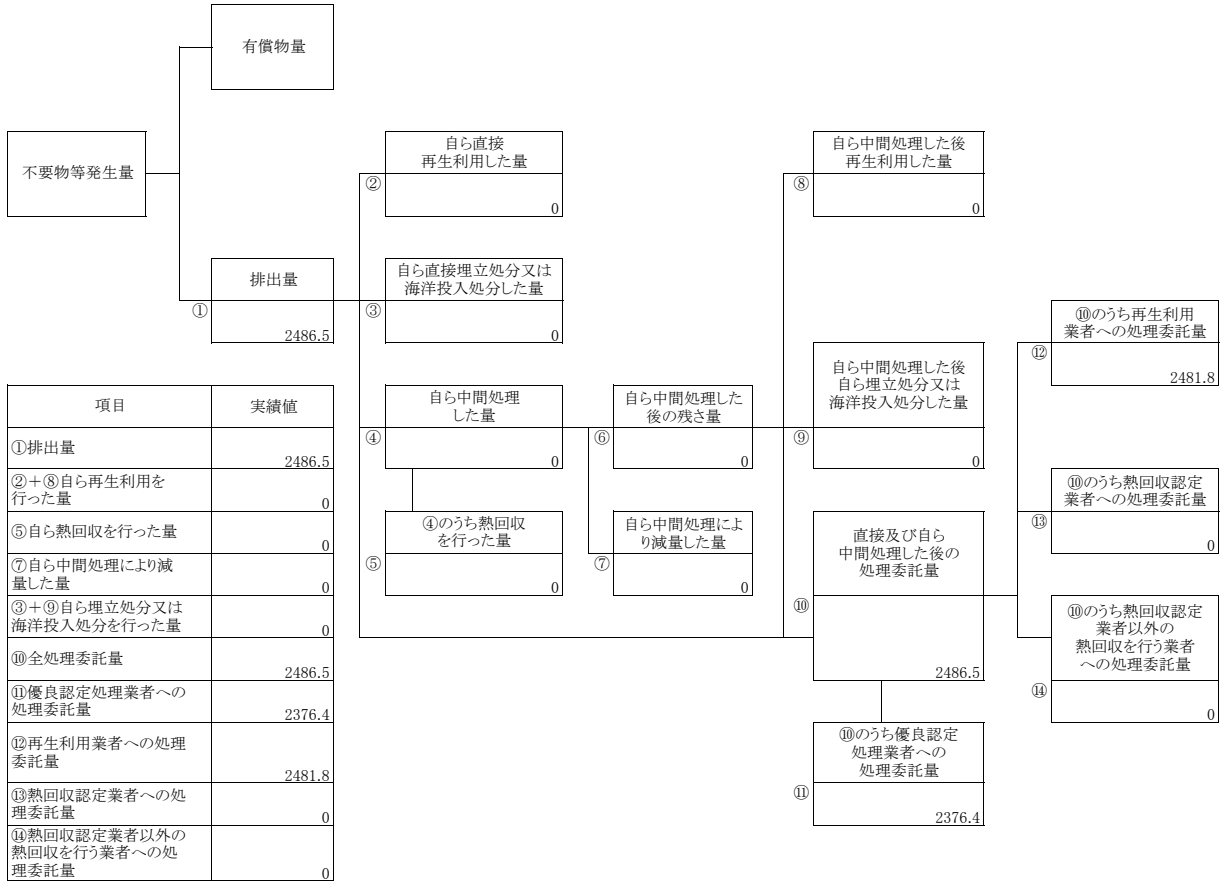 有償物量
不要物等発生量
自ら直接
再生利用した量
②
0
自ら中間処理した後
再生利用した量
⑧
0
排出量
①
2486.5
自ら直接埋立処分又は
海洋投入処分した量
③
0
⑩のうち再生利用
業者への処理委託量
⑫
2481.8
自ら中間処理
した量
④
0
自ら中間処理した
後の残さ量
⑥
0
自ら中間処理した後
自ら埋立処分又は
海洋投入処分した量
⑨
0
⑩のうち熱回収認定
業者への処理委託量
⑬
0
④のうち熱回収
を行った量
⑤
0
自ら中間処理によ
り減量した量
⑦
0
直接及び自ら
中間処理した後の
処理委託量
⑩
2486.5
⑩のうち熱回収認定
業者以外の
熱回収を行う業者
への処理委託量
⑭
0
⑩のうち優良認定
処理業者への
処理委託量
⑪
2376.4
項目
実績値
①排出量
2486.5
②＋⑧自ら再生利用を
行った量
0
⑤自ら熱回収を行った量
0
⑦自ら中間処理により減
量した量
0
③＋⑨自ら埋立処分又は
海洋投入処分を行った量
0
⑩全処理委託量
2486.5
⑪優良認定処理業者への
処理委託量
2376.4
⑫再生利用業者への処理
委託量
2481.8
⑬熱回収認定業者への処
理委託量
0
⑭熱回収認定業者以外の
熱回収を行う業者への処
理委託量
0